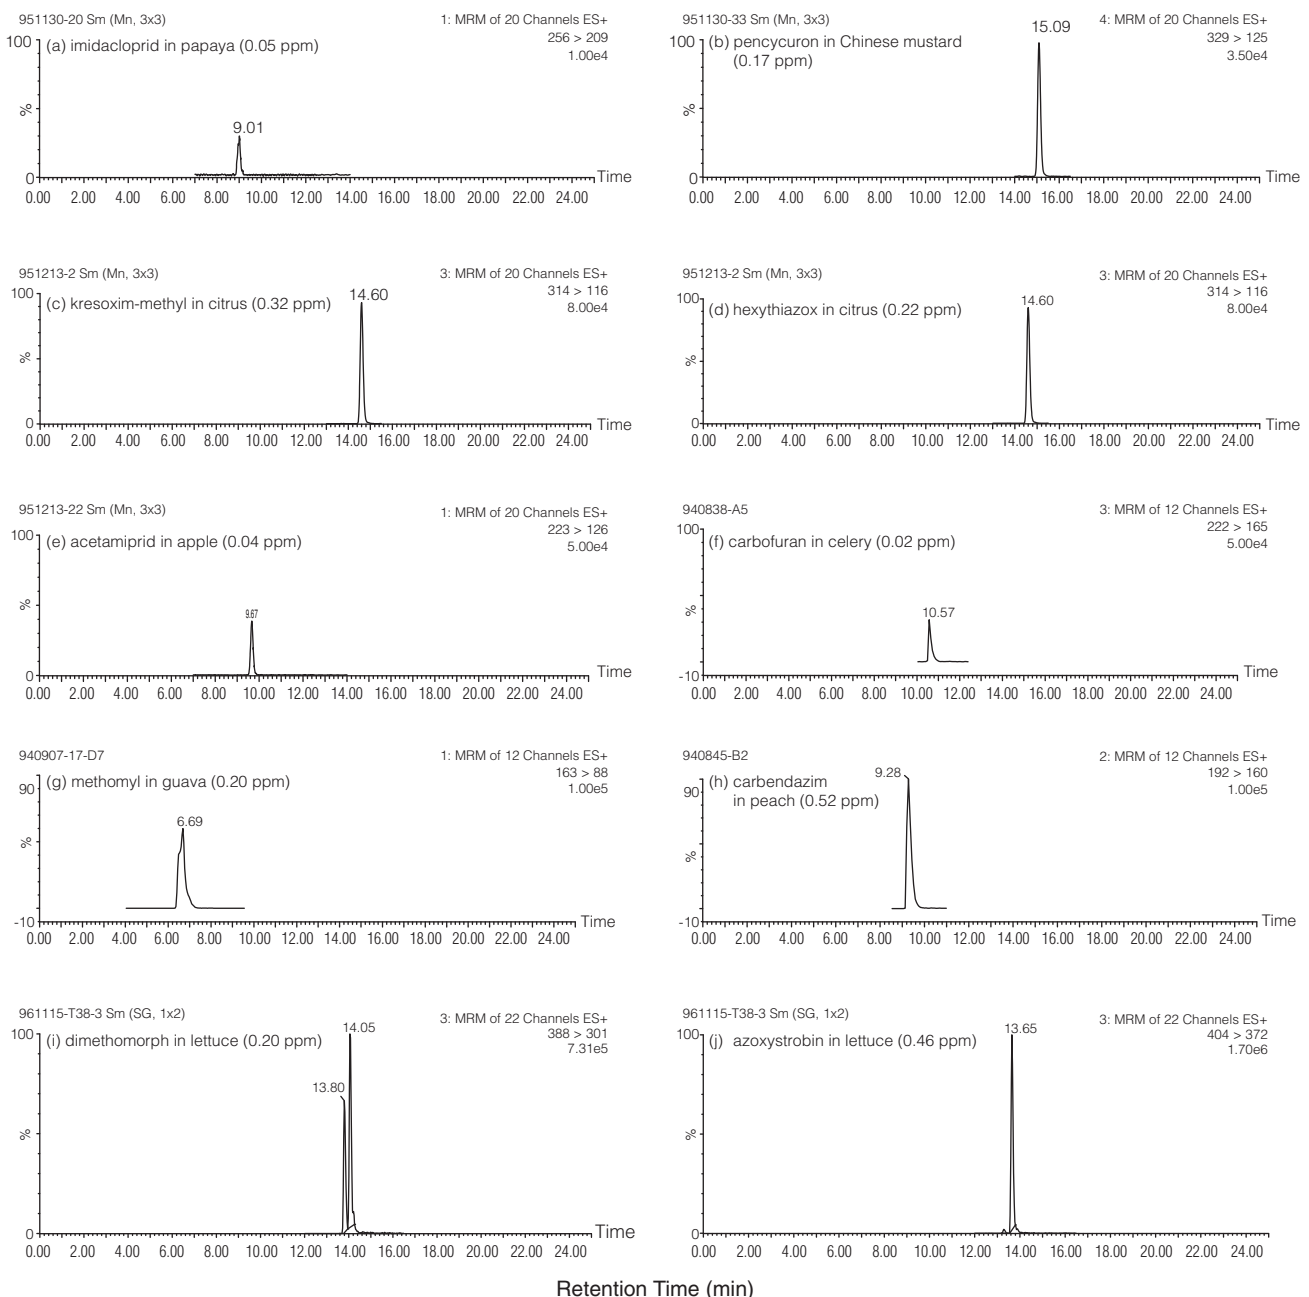 951130-20 Sm (Mn, 3x3)
1: MRM of 20 Channels ES+
256 > 209
1.00e4
(a) imidacloprid in papaya (0.05 ppm)
100
%
0
9.01
Time
0.00 2.00 4.00 6.00 8.00 10.00 12.00 14.00 16.00 18.00 20.00 22.00 24.00
951130-33 Sm (Mn, 3x3)
4: MRM of 20 Channels ES+
329 > 125
3.50e4
(b) pencycuron in Chinese mustard
(0.17 ppm)
100
%
0
15.09
Time
0.00 2.00 4.00 6.00 8.00 10.00 12.00 14.00 16.00 18.00 20.00 22.00 24.00
951213-2 Sm (Mn, 3x3)
3: MRM of 20 Channels ES+
314 > 116
8.00e4
(c) kresoxim-methyl in citrus (0.32 ppm)
100
%
0
14.60
Time
0.00 2.00 4.00 6.00 8.00 10.00 12.00 14.00 16.00 18.00 20.00 22.00 24.00
951213-2 Sm (Mn, 3x3)
3: MRM of 20 Channels ES+
314 > 116
8.00e4
(d) hexythiazox in citrus (0.22 ppm)
100
%
0
14.60
Time
0.00 2.00 4.00 6.00 8.00 10.00 12.00 14.00 16.00 18.00 20.00 22.00 24.00
951213-22 Sm (Mn, 3x3)
1: MRM of 20 Channels ES+
223 > 126
5.00e4
(e) acetamiprid in apple (0.04 ppm)
100
%
0
9.67
Time
0.00 2.00 4.00 6.00 8.00 10.00 12.00 14.00 16.00 18.00 20.00 22.00 24.00
940838-A5
3: MRM of 12 Channels ES+
222 > 165
5.00e4
(f) carbofuran in celery (0.02 ppm)
100
%
-10
10.57
Time
0.00 2.00 4.00 6.00 8.00 10.00 12.00 14.00 16.00 18.00 20.00 22.00 24.00
940907-17-D7
1: MRM of 12 Channels ES+
163 > 88
1.00e5
(g) methomyl in guava (0.20 ppm)
90
%
-10
6.69
Time
0.00 2.00 4.00 6.00 8.00 10.00 12.00 14.00 16.00 18.00 20.00 22.00 24.00
940845-B2
2: MRM of 12 Channels ES+
192 > 160
1.00e5
(h) carbendazim
in peach (0.52 ppm)
90
%
-10
9.28
Time
0.00 2.00 4.00 6.00 8.00 10.00 12.00 14.00 16.00 18.00 20.00 22.00 24.00
961115-T38-3 Sm (SG, 1x2)
3: MRM of 22 Channels ES+
388 > 301
7.31e5
(i) dimethomorph in lettuce (0.20 ppm)
100
%
0
13.80
14.05
Time
0.00 2.00 4.00 6.00 8.00 10.00 12.00 14.00 16.00 18.00 20.00 22.00 24.00
961115-T38-3 Sm (SG, 1x2)
3: MRM of 22 Channels ES+
404 > 372
1.70e6
(j) azoxystrobin in lettuce (0.46 ppm)
100
%
0
13.65
Time
0.00 2.00 4.00 6.00 8.00 10.00 12.00 14.00 16.00 18.00 20.00 22.00 24.00
Retention Time (min)